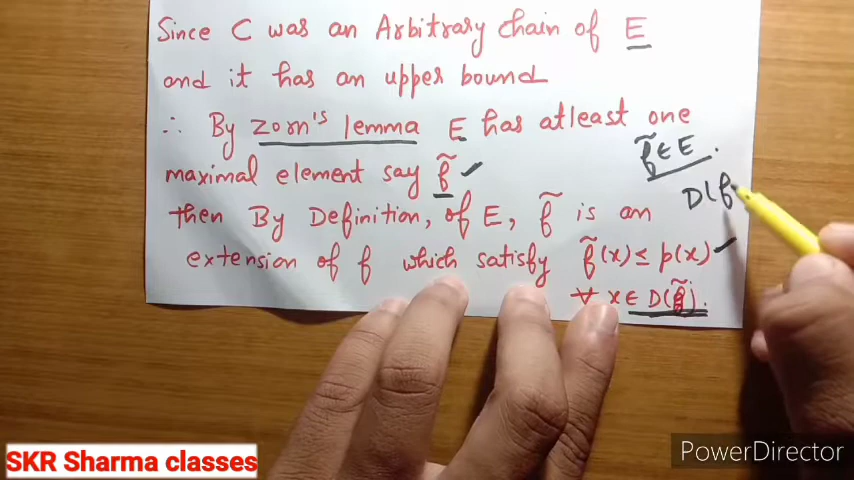 Since C was an Arbitrary chain of E
and it has an upper bound
∴ By zorn's lemma E has atleast one
maximal element say f̃ ✓
f̃ ∈ E.
D(f
then By Definition, of E, f̃ is an
extension of f which satisfy f̃(x) ≤ p(x) ✓
∀ x ∈ D(f̃).
SKR Sharma classes
PowerDirector